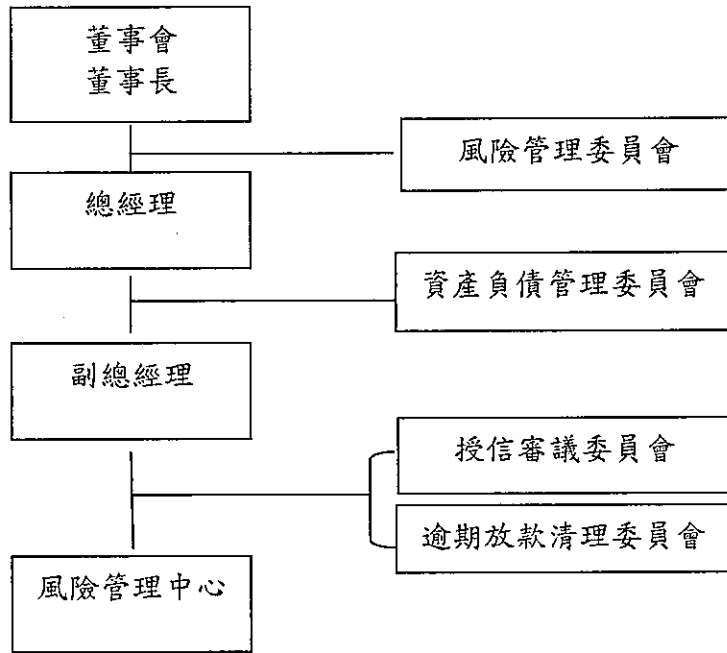 董事會
董事長
風險管理委員會
總經理
資產負債管理委員會
副總經理
授信審議委員會
逾期放款清理委員會
風險管理中心